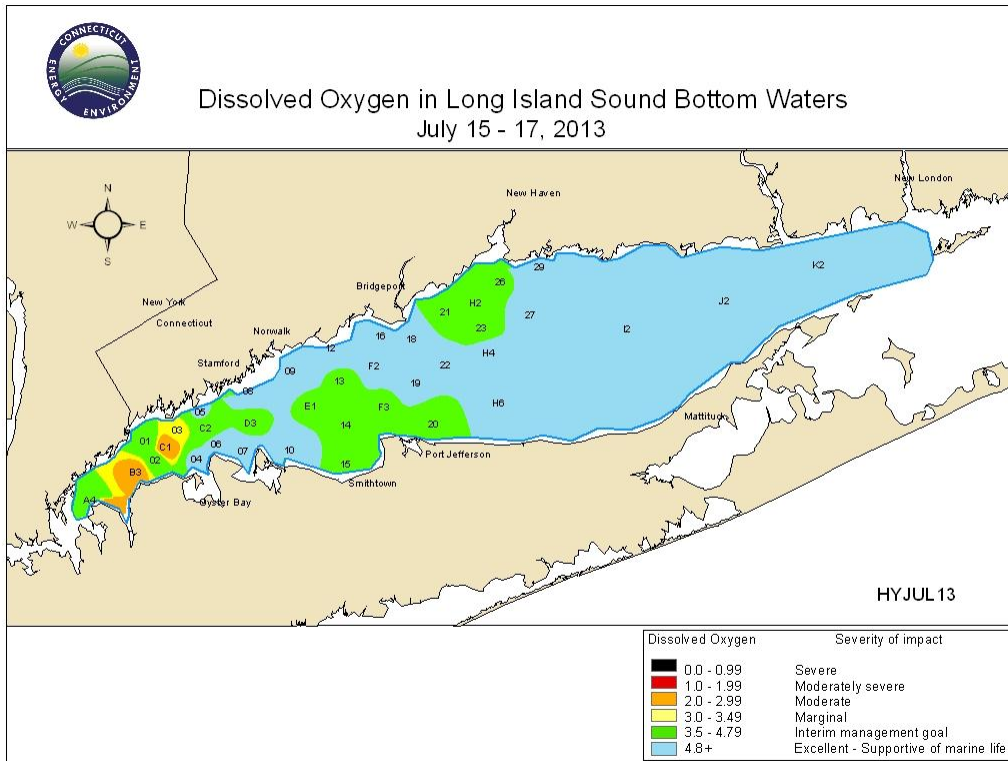 CONNECTICUT
ENERGY ENVIRONMENT
Dissolved Oxygen in Long Island Sound Bottom Waters
July 15 - 17, 2013
New London
New Haven
N
W E
S
29
K2
26
Bridgeport
H2
J2
New York
21
27
Connecticut
23
I2
Norwalk
16
18
12
H4
Stamford
F2
22
09
13
19
08
E1
F3
H6
05
Mattituck
03
C2
D3
14
20
01
C1
06
02
04
07
10
Port Jefferson
B3
15
Smithtown
A4
Oyster Bay
HYJUL13
Dissolved Oxygen Severity of impact
0.0 - 0.99 Severe
1.0 - 1.99 Moderately severe
2.0 - 2.99 Moderate
3.0 - 3.49 Marginal
3.5 - 4.79 Interim management goal
4.8+ Excellent - Supportive of marine life